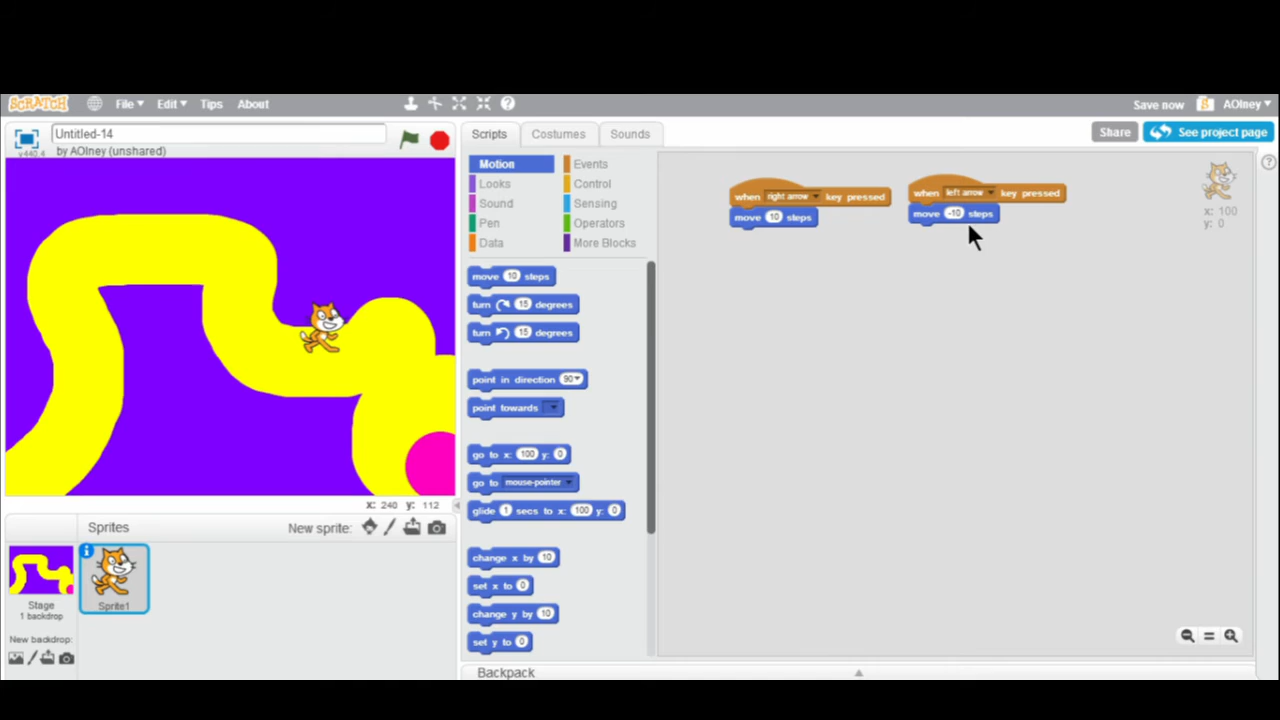 SCRATCH File Edit Tips About Save now AOlney
Untitled-14
by AOlney (unshared)
v440.4
Scripts Costumes Sounds
Share See project page
Motion Events
Looks Control
Sound Sensing
Pen Operators
Data More Blocks
move 10 steps
turn 15 degrees
turn 15 degrees
point in direction 90
point towards
go to x: 100 y: 0
go to mouse-pointer
glide 1 secs to x: 100 y: 0
change x by 10
set x to 0
change y by 10
set y to 0
when right arrow key pressed
move 10 steps
when left arrow key pressed
move -10 steps
x: 100
y: 0
x: 240 y: 112
Sprites New sprite:
Stage
1 backdrop
New backdrop:
Sprite1
Backpack